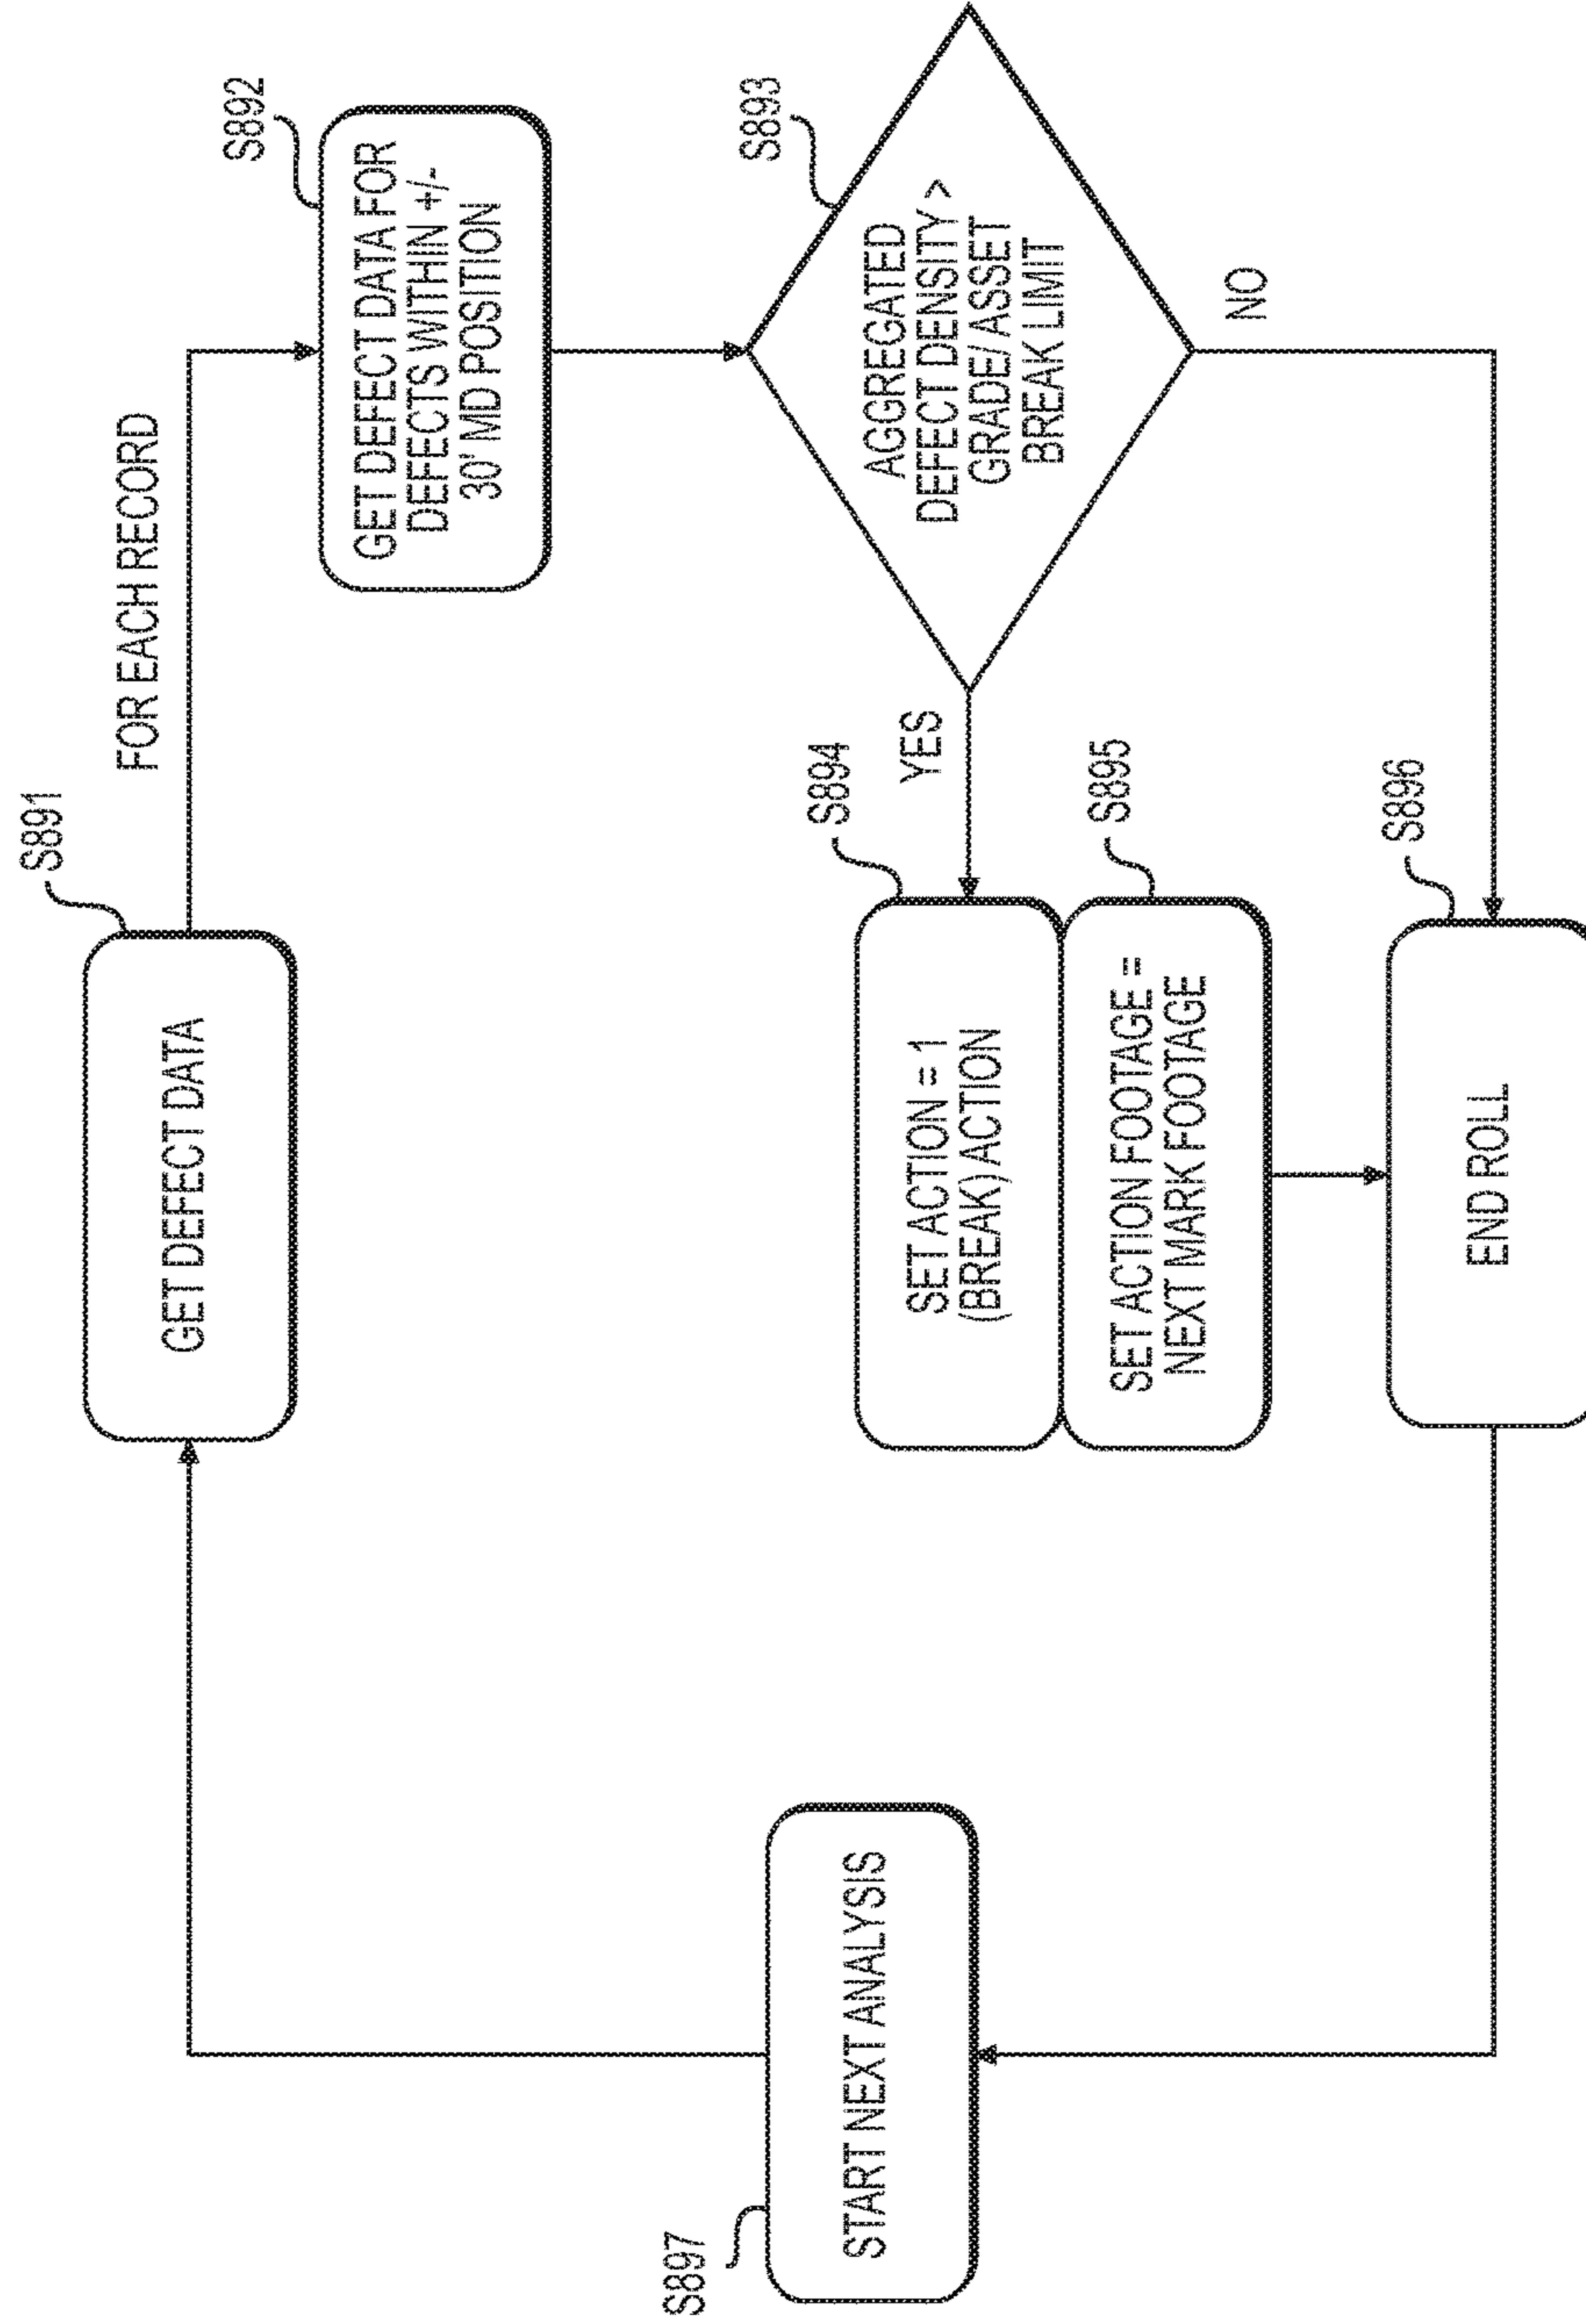 S891
GET DEFECT DATA
FOR EACH RECORD
S892
GET DEFECT DATA FOR
DEFECTS WITHIN +/-
30' MD POSITION
S893
AGGREGATED
DEFECT DENSITY >
GRADE/ASSET
BREAK LIMIT
YES
NO
S894
SET ACTION = 1
(BREAK) ACTION
S895
SET ACTION FOOTAGE =
NEXT MARK FOOTAGE
S896
END ROLL
S897
START NEXT ANALYSIS